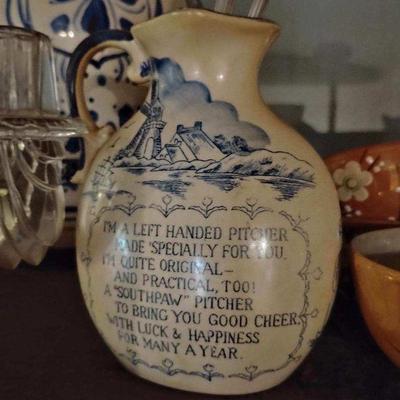 I'M A LEFT HANDED PITCHER
MADE 'SPECIALLY FOR YOU.
I'M QUITE ORIGINAL—
AND PRACTICAL, TOO!
A "SOUTHPAW" PITCHER
TO BRING YOU GOOD CHEER,
WITH LUCK & HAPPINESS
FOR MANY A YEAR.